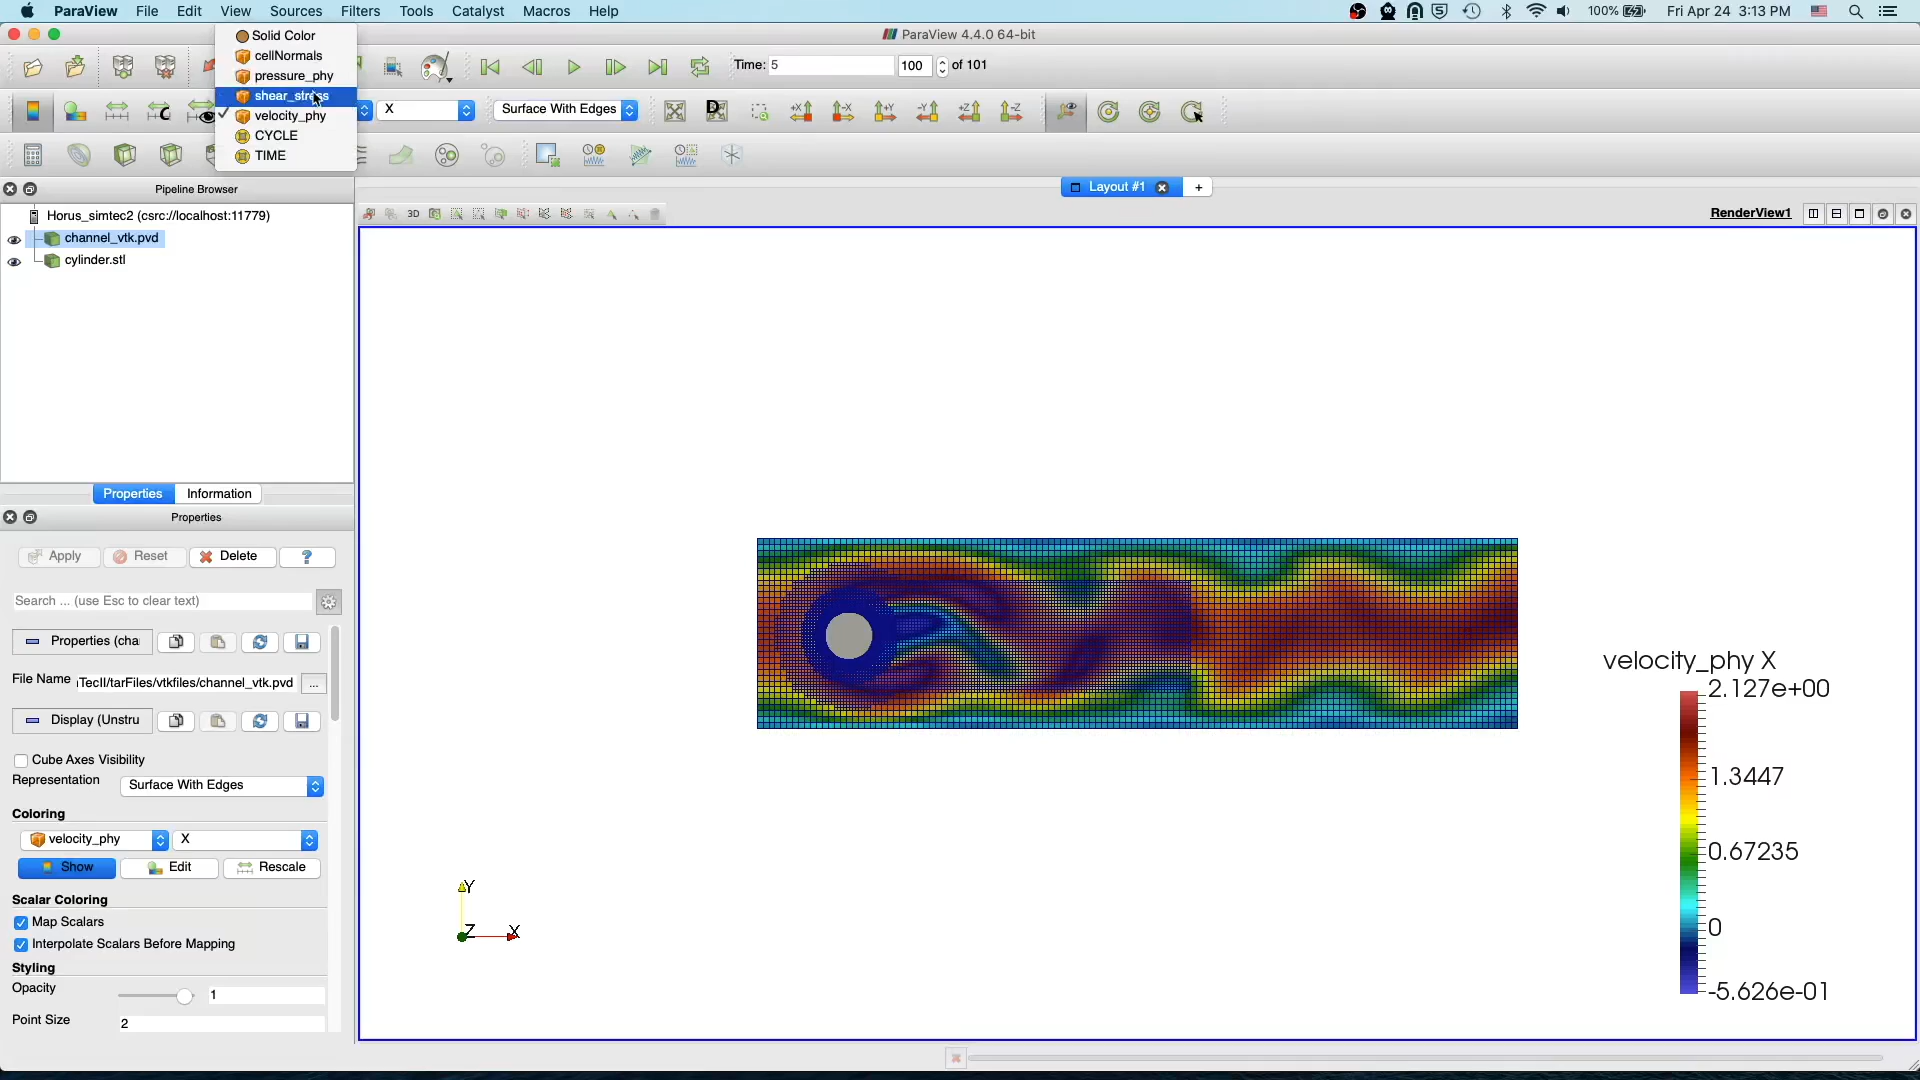 ParaView File Edit View Sources Filters Tools Catalyst Macros Help
100% Fri Apr 24 3:13 PM
ParaView 4.4.0 64-bit
Solid Color
cellNormals
pressure_phy
shear_stress
velocity_phy
CYCLE
TIME
Time: 5 100 of 101
X Surface With Edges
Pipeline Browser
Layout #1
Horus_simtec2 (csrc://localhost:11779)
channel_vtk.pvd
cylinder.stl
3D
RenderView1
Properties Information
Properties
Apply Reset Delete ?
Search ... (use Esc to clear text)
Properties (cha
File Name TecII/tarFiles/vtkfiles/channel_vtk.pvd ...
Display (Unstru
Cube Axes Visibility
Representation Surface With Edges
Coloring
velocity_phy X
Show Edit Rescale
Scalar Coloring
Map Scalars
Interpolate Scalars Before Mapping
Styling
Opacity 1
Point Size 2
velocity_phy X
2.127e+00
1.3447
0.67235
0
-5.626e-01
Y
Z X